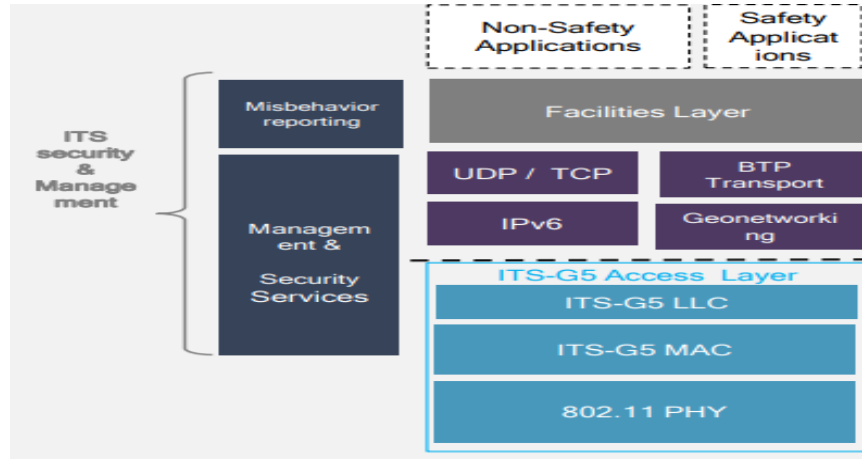 Non-Safety
Applications
Safety
Applicat
ions
ITS
security
&
Manage
ment
Misbehavior
reporting
Facilities Layer
UDP / TCP
BTP
Transport
Managem
ent &
Security
Services
IPv6
Geonetworki
ng
ITS-G5 Access Layer
ITS-G5 LLC
ITS-G5 MAC
802.11 PHY